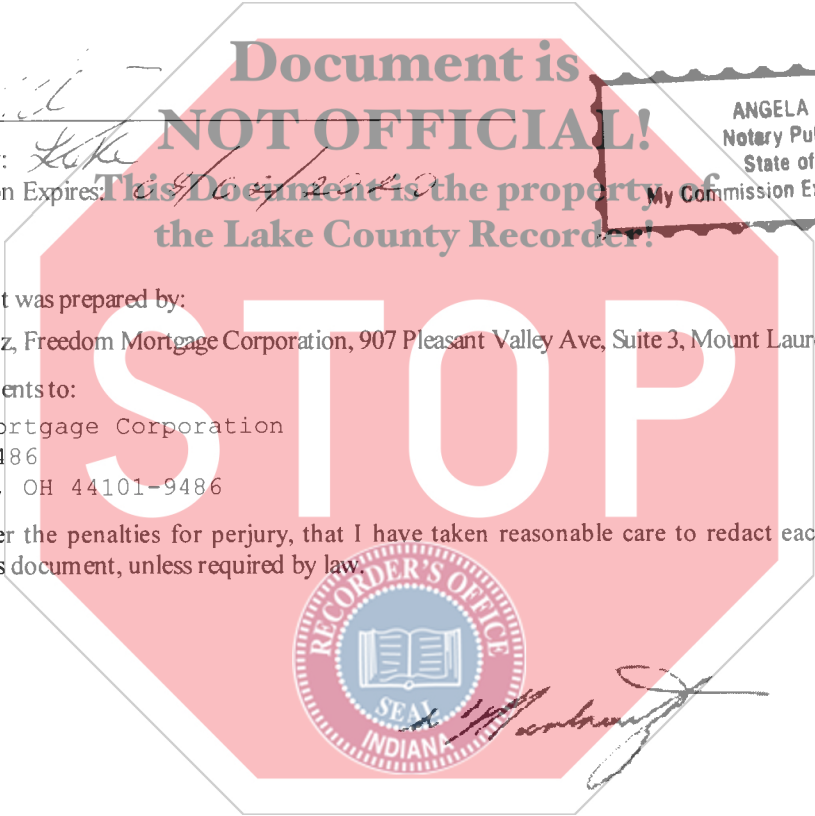 Document is
NOT OFFICIAL!
This Document is the property of
the Lake County Recorder!
ANGELA
Notary Pu
State of
My Commission Ex
: Lake
n Expires:
t was prepared by:
z, Freedom Mortgage Corporation, 907 Pleasant Valley Ave, Suite 3, Mount Laur
ents to:
ortgage Corporation
486
, OH 44101-9486
er the penalties for perjury, that I have taken reasonable care to redact eac
s document, unless required by law.
STOP
RECORDER'S OFFICE
SEAL
INDIANA